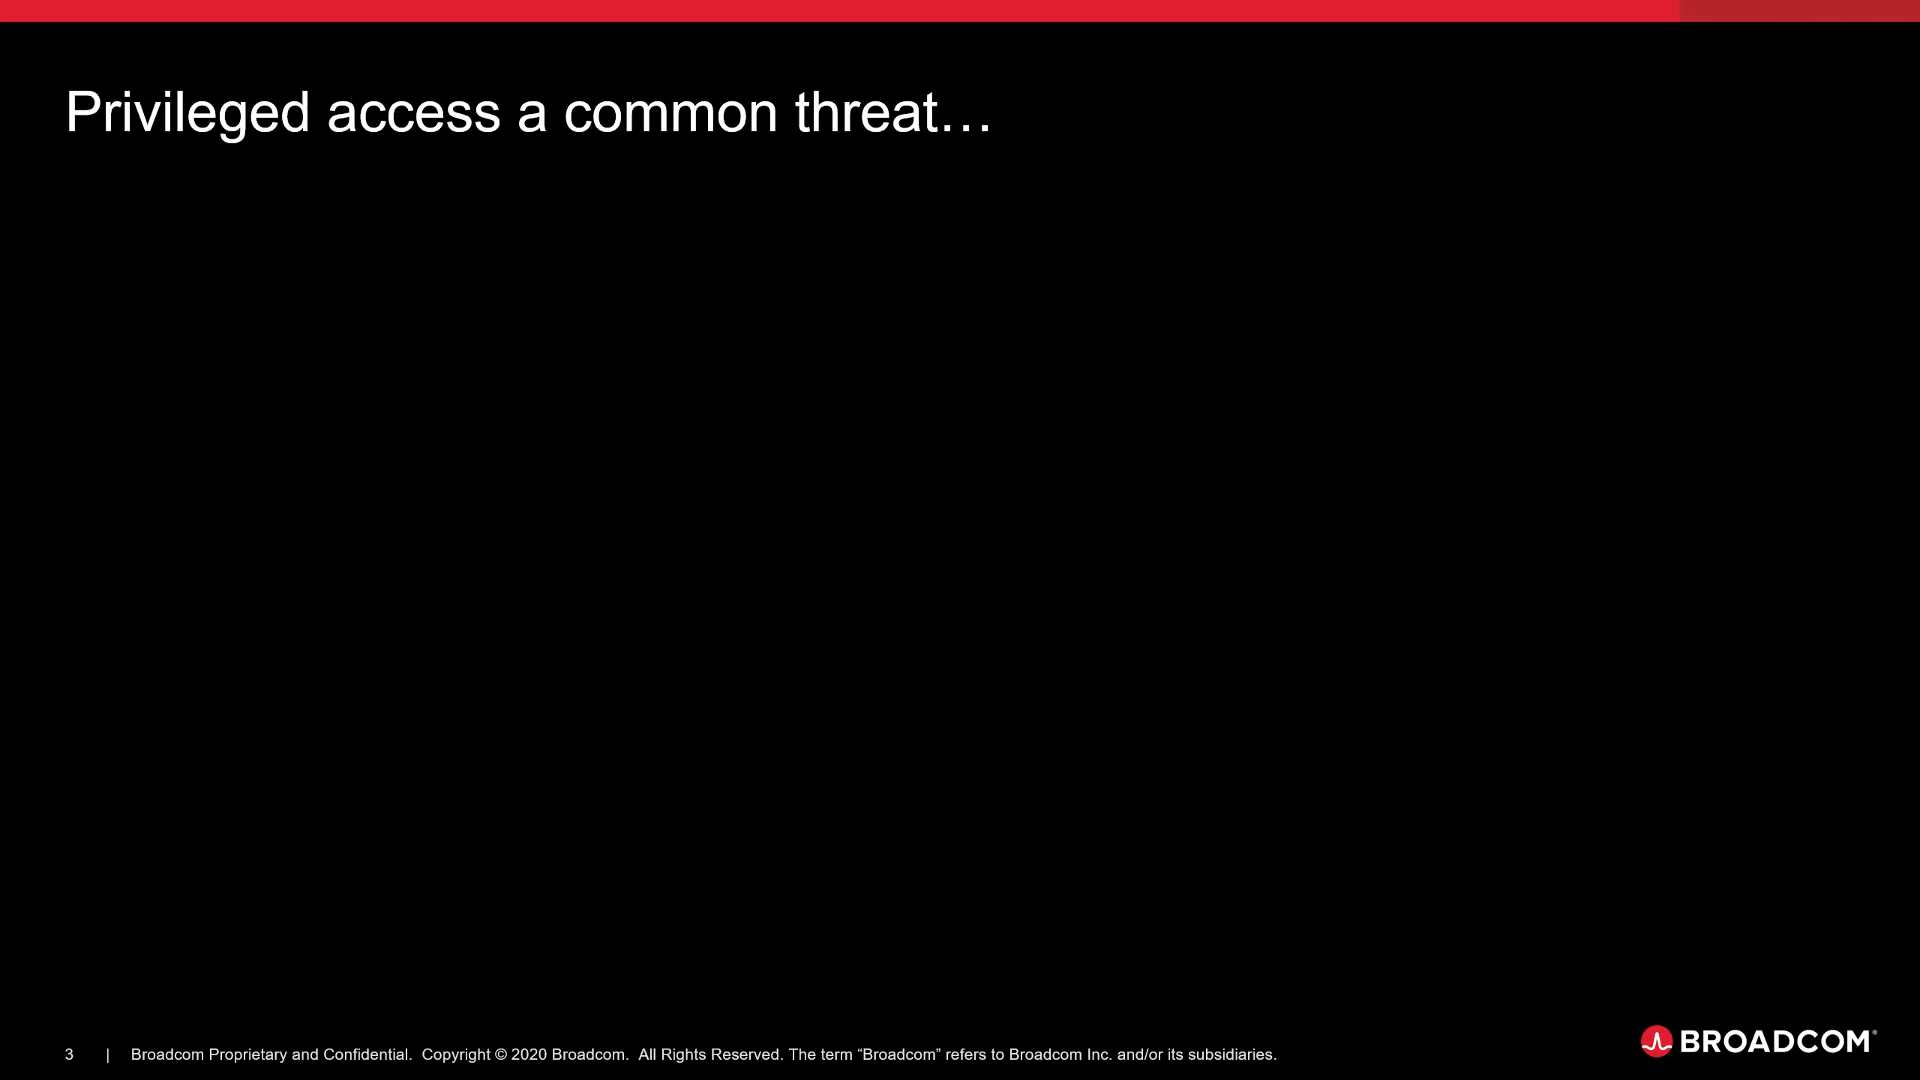 Privileged access a common threat…
3 | Broadcom Proprietary and Confidential. Copyright © 2020 Broadcom. All Rights Reserved. The term “Broadcom” refers to Broadcom Inc. and/or its subsidiaries.
BROADCOM®